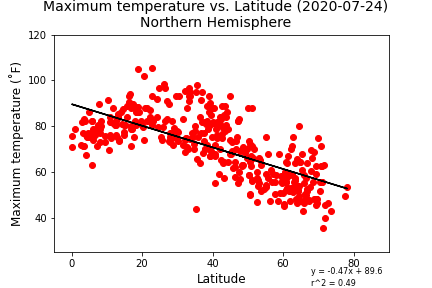 Maximum temperature vs. Latitude (2020-07-24)
Northern Hemisphere
Maximum temperature (˚F)
120
100
80
60
40
0
20
40
60
80
Latitude
y = -0.47x + 89.6
r^2 = 0.49